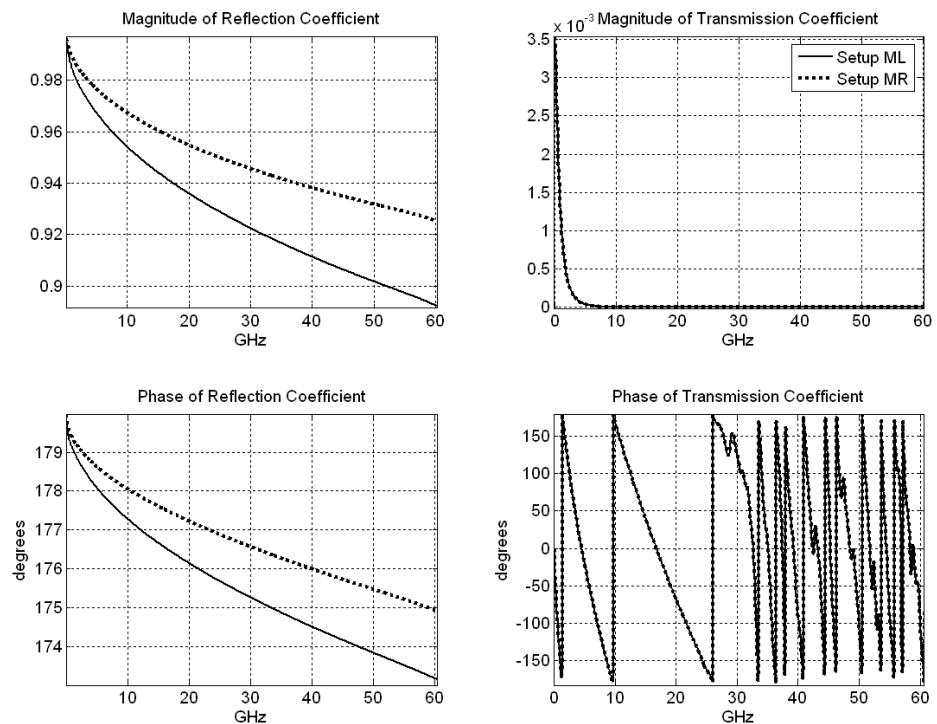 Magnitude of Reflection Coefficient
0.98
0.96
0.94
0.92
0.9
10 20 30 40 50 60
GHz
Magnitude of Transmission Coefficient
x 10⁻³
3.5
3
2.5
2
1.5
1
0.5
0
0 10 20 30 40 50 60
GHz
Setup ML
Setup MR
Phase of Reflection Coefficient
degrees
179
178
177
176
175
174
10 20 30 40 50 60
GHz
Phase of Transmission Coefficient
degrees
150
100
50
0
-50
-100
-150
0 10 20 30 40 50 60
GHz